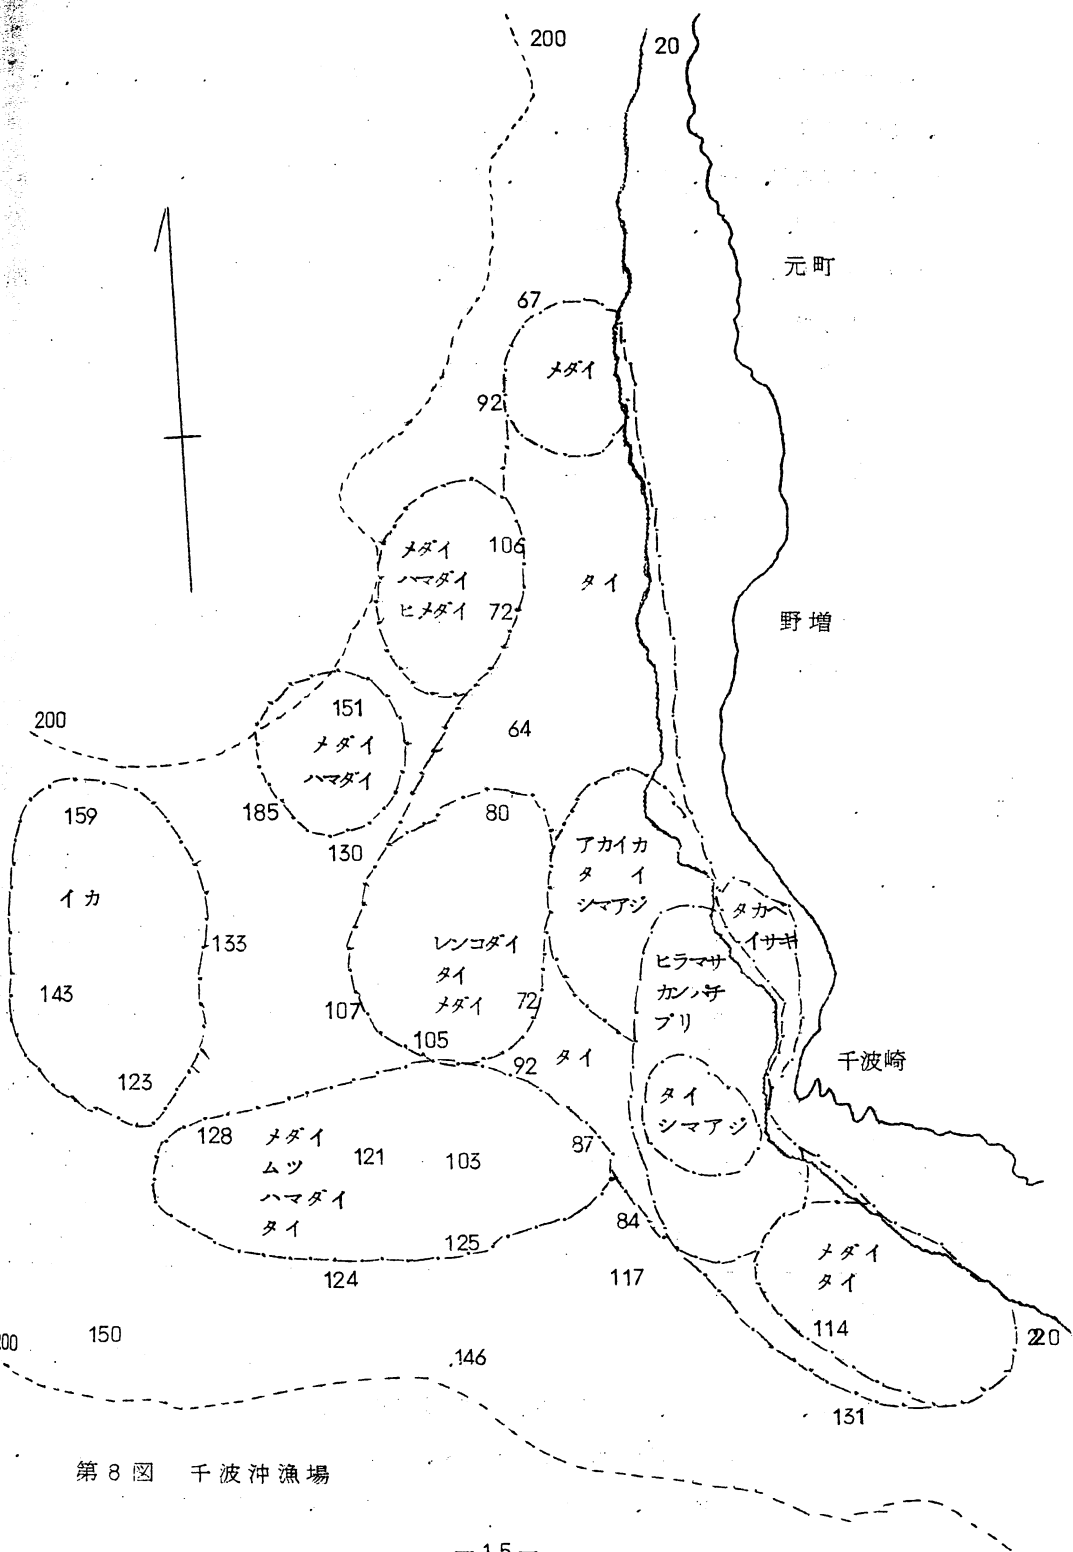 200
20
元町
67
メダイ
92
メダイ 106
ハマダイ
ヒメダイ 72
タイ
野増
151
メダイ
ハマダイ
200
64
185
130
159
イカ
133
143
123
80
アカイカ
タイ
シマアジ
タカベ
イサキ
レンコダイ
タイ
メダイ 72
107
105
ヒラマサ
カンパチ
ブリ
92 タイ
千波崎
タイ
シマアジ
128 メダイ 121 103 87
ムツ
ハマダイ
タイ
125
124
84
117
メダイ
タイ
114
20
150
146
131
第8図 千波沖漁場
—15—